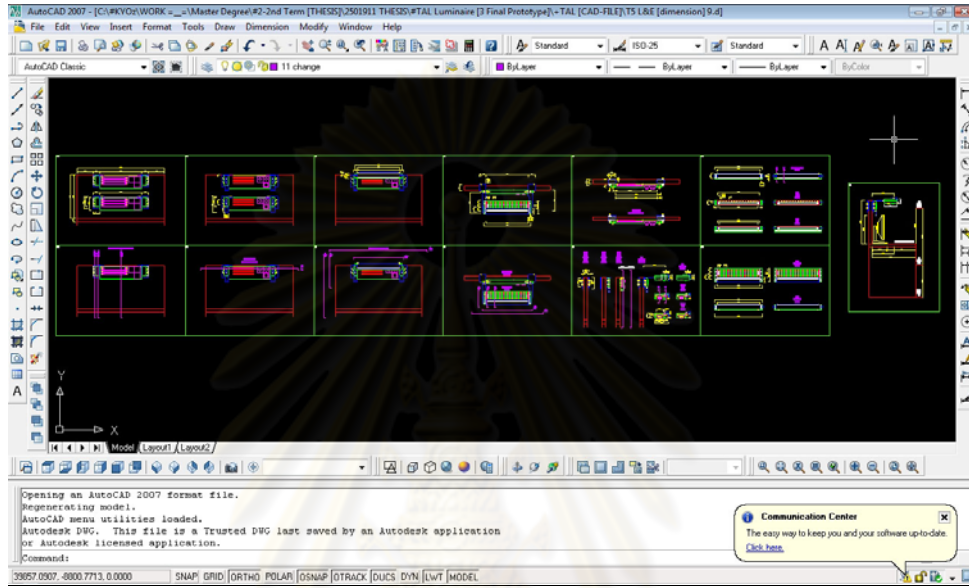 AutoCAD 2007 - [C:\#KYOz\WORK =__=\Master Degree\#2-2nd Term [THESIS]\2501911 THESIS\#TAL Luminaire [3 Final Prototype]\+TAL [CAD-FILE]\T5 L&E [dimension] 9.d]
File Edit View Insert Format Tools Draw Dimension Modify Window Help
Standard ISO-25 Standard
AutoCAD Classic 11 change ByLayer ByLayer ByLayer ByColor
Y
X
Model Layout1 Layout2
Opening an AutoCAD 2007 format file.
Regenerating model.
AutoCAD menu utilities loaded.
Autodesk DWG. This file is a Trusted DWG last saved by an Autodesk application
or Autodesk licensed application.
Command:
Communication Center
The easy way to keep you and your software up-to-date.
Click here.
39857.0907, -8800.7713, 0.0000 SNAP GRID ORTHO POLAR OSNAP OTRACK DUCS DYN LWT MODEL